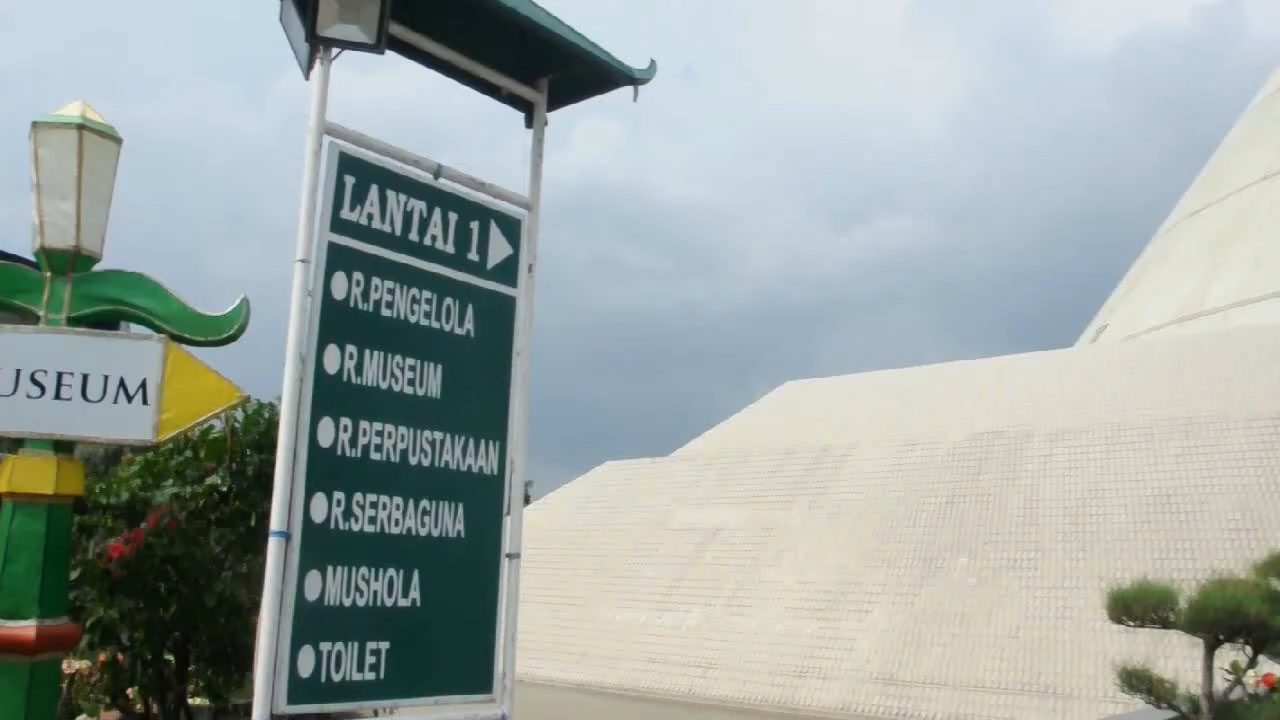 USEUM
LANTAI 1
R.PENGELOLA
R.MUSEUM
R.PERPUSTAKAAN
R.SERBAGUNA
MUSHOLA
TOILET